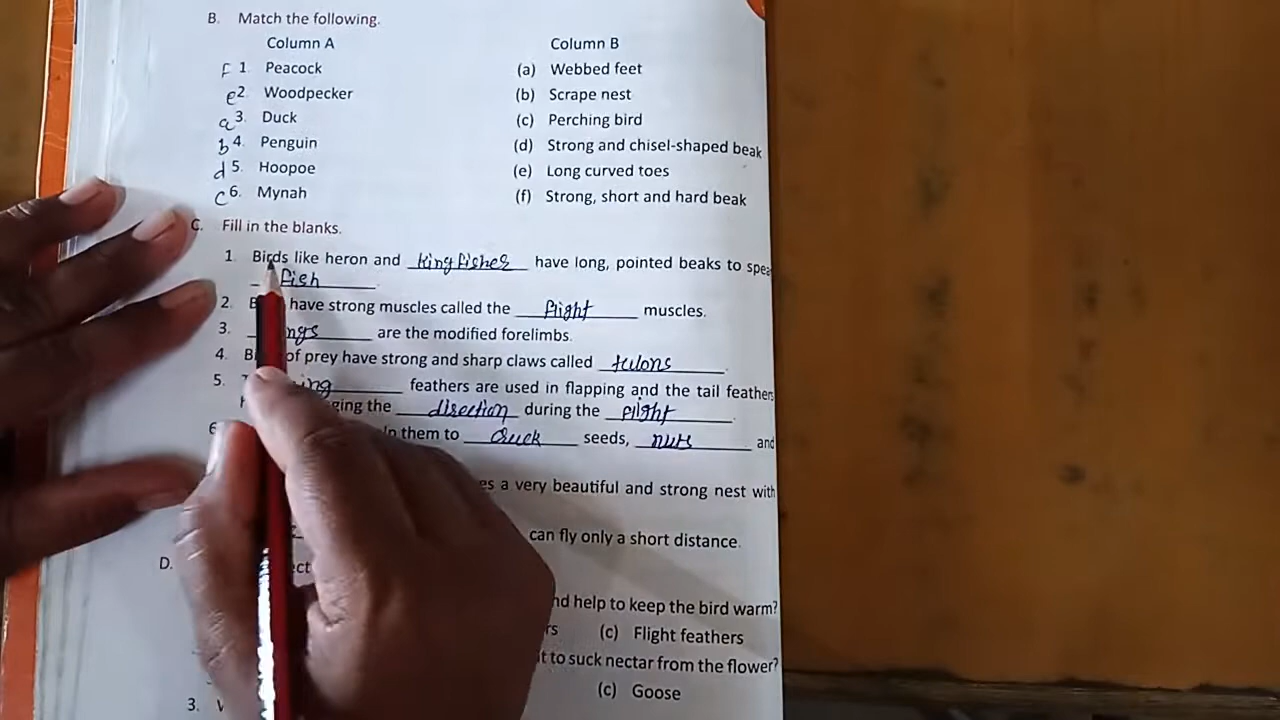 B. Match the following.
Column A Column B
F 1. Peacock (a) Webbed feet
e 2. Woodpecker (b) Scrape nest
a 3. Duck (c) Perching bird
b 4. Penguin (d) Strong and chisel-shaped beak
d 5. Hoopoe (e) Long curved toes
c 6. Mynah (f) Strong, short and hard beak
C. Fill in the blanks.
1. Birds like heron and kingfisher have long, pointed beaks to spea
fish
2. have strong muscles called the flight muscles.
3. are the modified forelimbs.
4. of prey have strong and sharp claws called talons
5. feathers are used in flapping and the tail feathers
the direction during the flight
them to seeds, nuts and
a very beautiful and strong nest with
can fly only a short distance.
D.
help to keep the bird warm?
(c) Flight feathers
to suck nectar from the flower?
(c) Goose
3.